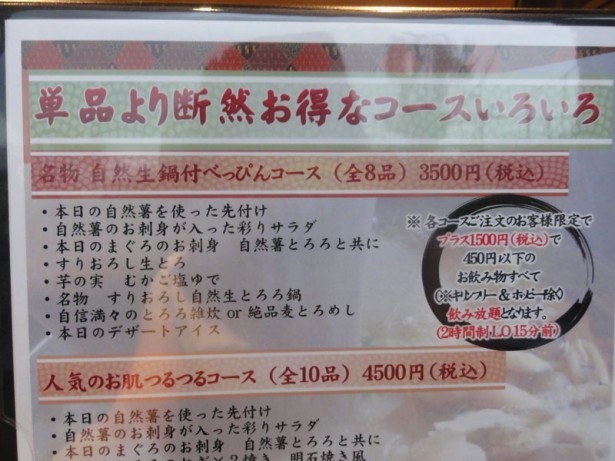 単品より断然お得なコースいろいろ
名物 自然生鍋付べっぴんコース (全8品) 3500円(税込)
・本日の自然薯を使った先付け
・自然薯のお刺身が入った彩りサラダ
・本日のまぐろのお刺身 自然薯とろろと共に
・すりおろし生とろ
・芋の実 むかご塩ゆで
・名物 すりおろし自然生とろろ鍋
・自信満々のとろろ雑炊 or 絶品麦とろめし
・本日のデザートアイス
※ 各コースご注文のお客様限定で
プラス1500円(税込)で
450円以下の
お飲み物すべて
(※キレンフリー&ホッピー除)
飲み放題となります。
(2時間制LO15分前)
人気のお肌つるつるコース (全10品) 4500円(税込)
・本日の自然薯を使った先付け
・自然薯のお刺身が入った彩りサラダ
・本日のまぐろのお刺身 自然薯とろろと共に
明石焼き風